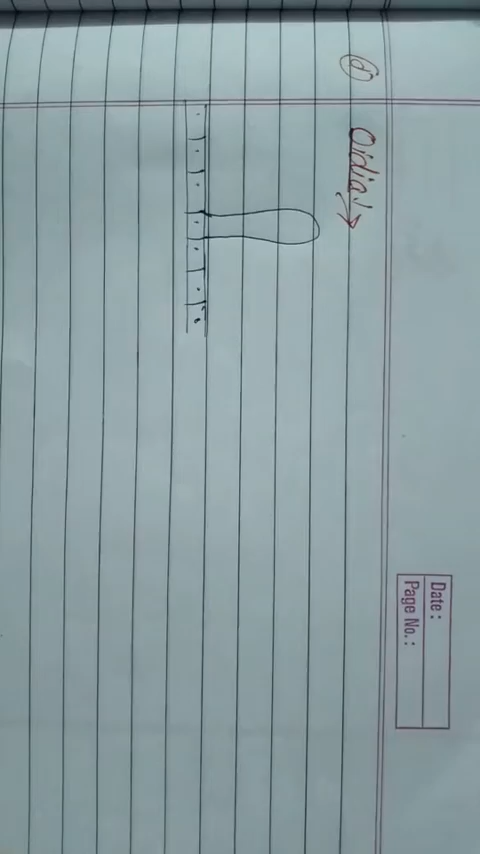 Date :
Page No. :
(d) Oidia :→